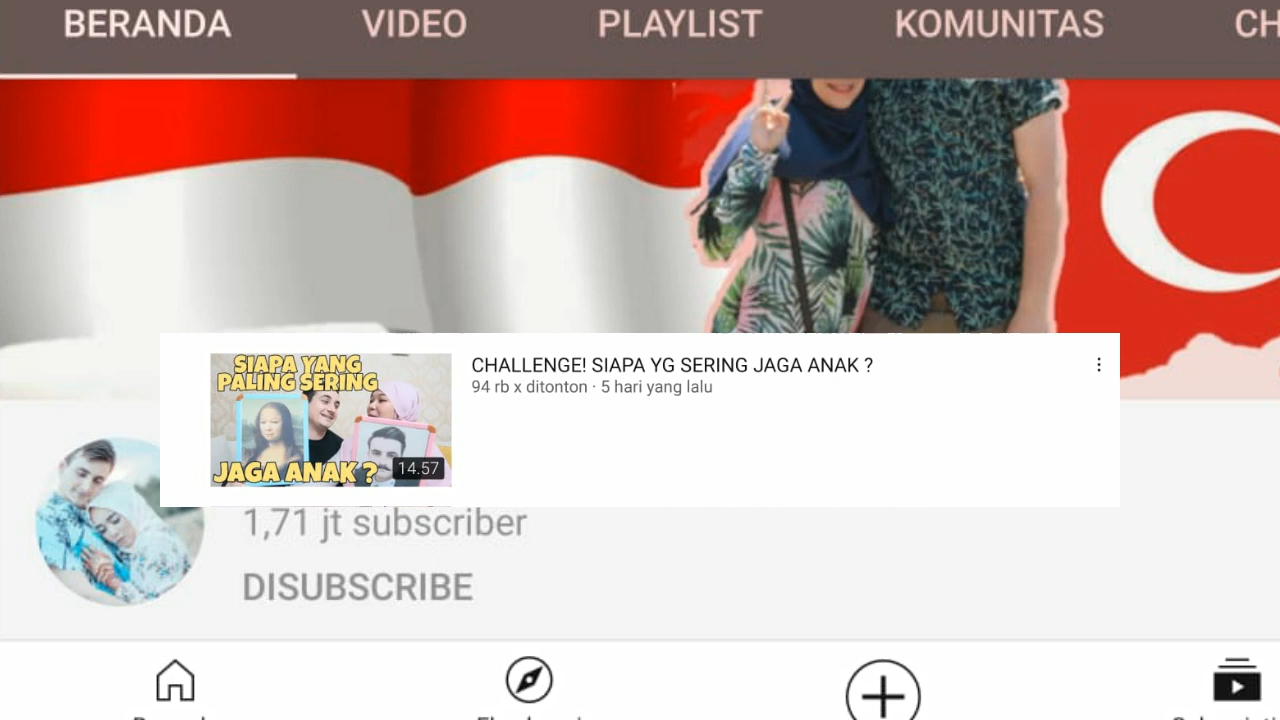 BERANDA VIDEO PLAYLIST KOMUNITAS
CHALLENGE! SIAPA YG SERING JAGA ANAK ?
94 rb x ditonton · 5 hari yang lalu
SIAPA YANG
PALING SERING
JAGA ANAK ?
14.57
1,71 jt subscriber
DISUBSCRIBE